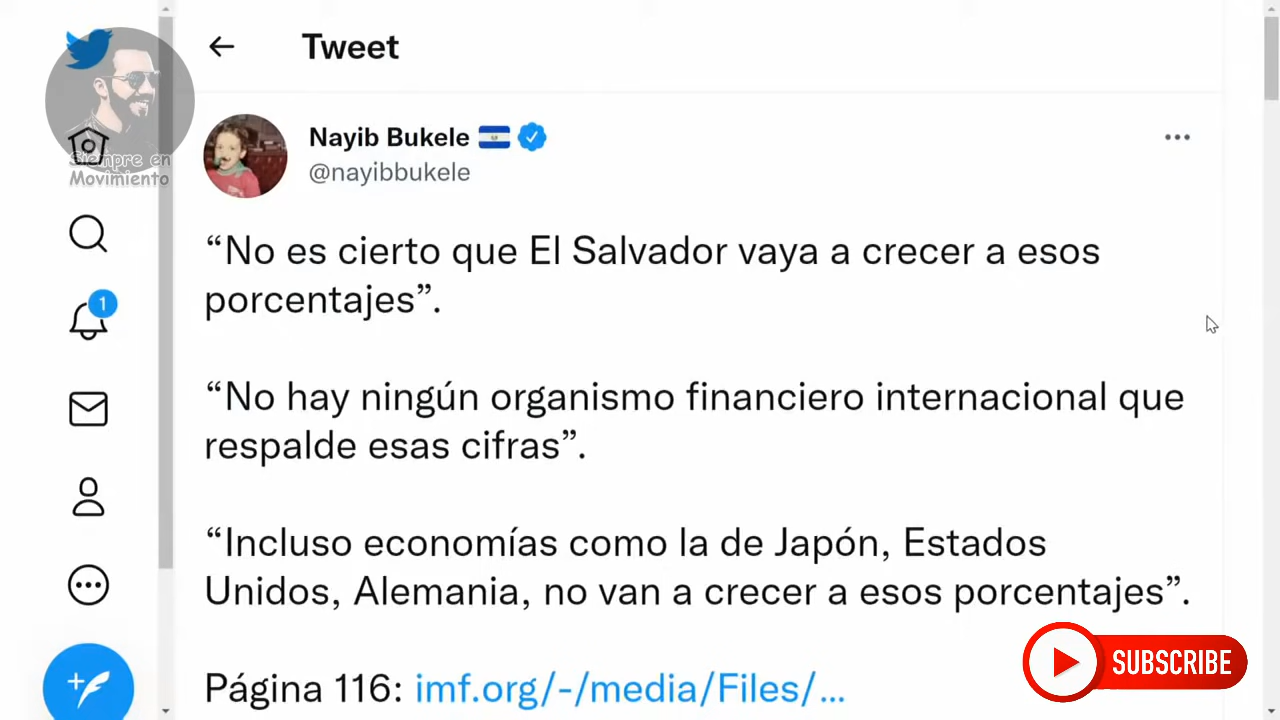 Tweet
Nayib Bukele
@nayibbukele
Siempre en
Movimiento
1
“No es cierto que El Salvador vaya a crecer a esos
porcentajes”.
“No hay ningún organismo financiero internacional que
respalde esas cifras”.
“Incluso economías como la de Japón, Estados
Unidos, Alemania, no van a crecer a esos porcentajes”.
Página 116: imf.org/-/media/Files/...
SUBSCRIBE